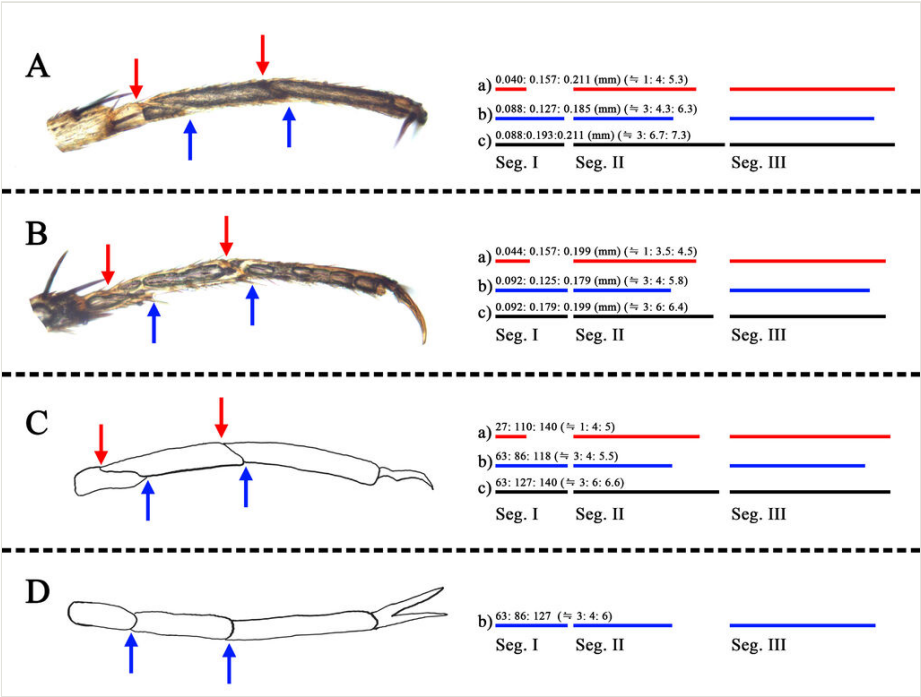 A
a) 0.040: 0.157: 0.211 (mm) (≒ 1: 4: 5.3)
b) 0.088: 0.127: 0.185 (mm) (≒ 3: 4.3: 6.3)
c) 0.088:0.193:0.211 (mm) (≒ 3: 6.7: 7.3)
Seg. I Seg. II Seg. III
B
a) 0.044: 0.157: 0.199 (mm) (≒ 1: 3.5: 4.5)
b) 0.092: 0.125: 0.179 (mm) (≒ 3: 4: 5.8)
c) 0.092: 0.179: 0.199 (mm) (≒ 3: 6: 6.4)
Seg. I Seg. II Seg. III
C
a) 27: 110: 140 (≒ 1: 4: 5)
b) 63: 86: 118 (≒ 3: 4: 5.5)
c) 63: 127: 140 (≒ 3: 6: 6.6)
Seg. I Seg. II Seg. III
D
b) 63: 86: 127 (≒ 3: 4: 6)
Seg. I Seg. II Seg. III